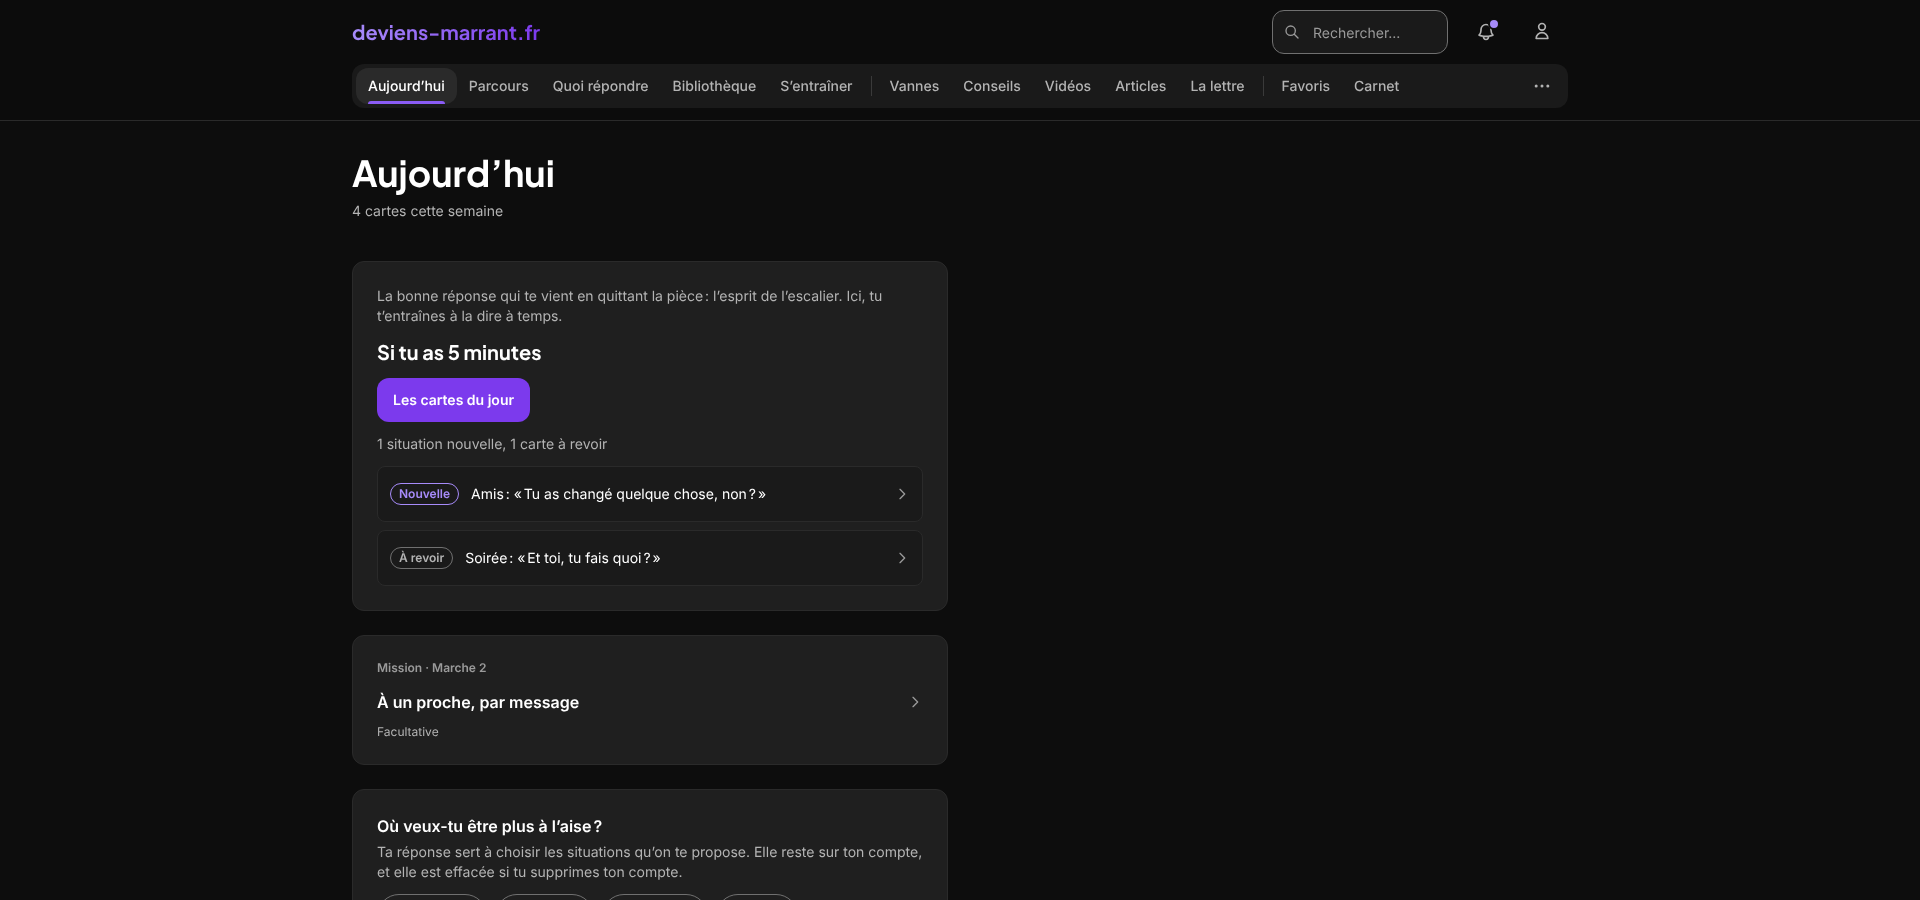 deviens-marrant.fr
Rechercher...
Aujourd’hui
Parcours
Quoi répondre
Bibliothèque
S’entraîner
Vannes
Conseils
Vidéos
Articles
La lettre
Favoris
Carnet
Aujourd’hui
4 cartes cette semaine
La bonne réponse qui te vient en quittant la pièce : l’esprit de l’escalier. Ici, tu
t’entraînes à la dire à temps.
Si tu as 5 minutes
Les cartes du jour
1 situation nouvelle, 1 carte à revoir
Nouvelle Amis : « Tu as changé quelque chose, non ? »
À revoir Soirée : « Et toi, tu fais quoi ? »
Mission · Marche 2
À un proche, par message
Facultative
Où veux-tu être plus à l’aise ?
Ta réponse sert à choisir les situations qu’on te propose. Elle reste sur ton compte,
et elle est effacée si tu supprimes ton compte.